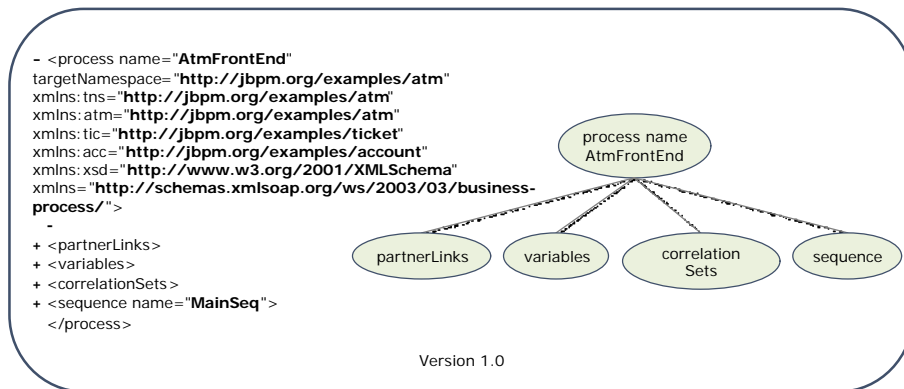 - <process name="AtmFrontEnd"
targetNamespace="http://jbpm.org/examples/atm"
xmlns:tns="http://jbpm.org/examples/atm"
xmlns:atm="http://jbpm.org/examples/atm"
xmlns:tic="http://jbpm.org/examples/ticket"
xmlns:acc="http://jbpm.org/examples/account"
xmlns:xsd="http://www.w3.org/2001/XMLSchema"
xmlns="http://schemas.xmlsoap.org/ws/2003/03/business-
process/">
-
+ <partnerLinks>
+ <variables>
+ <correlationSets>
+ <sequence name="MainSeq">
</process>
process name
AtmFrontEnd
partnerLinks
variables
correlation
Sets
sequence
Version 1.0